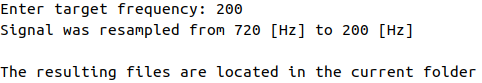 Enter target frequency: 200
Signal was resampled from 720 [Hz] to 200 [Hz]
The resulting files are located in the current folder